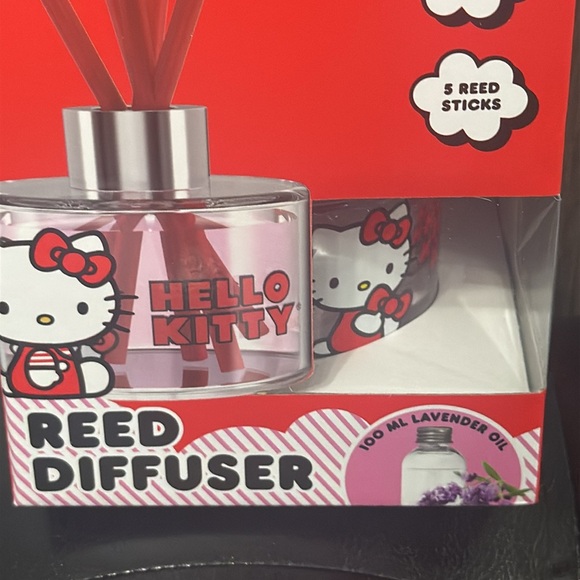 5 REED
STICKS
HELLO
KITTY
REED
DIFFUSER
100 ML LAVENDER OIL